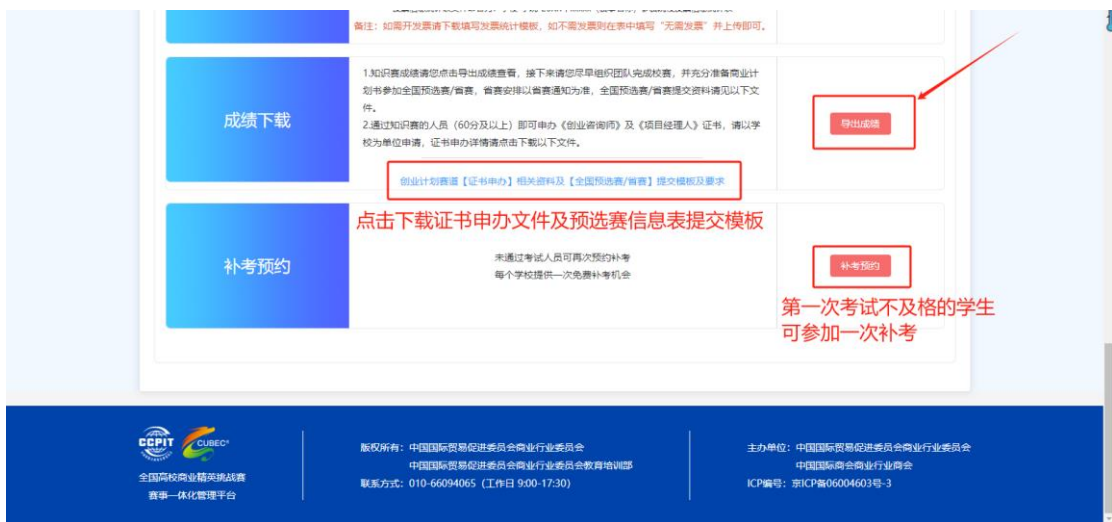 备注：如需开发票请下载填写发票统计模板，如不需发票则在表中填写“无需发票”并上传即可。
成绩下载
1.知识赛成绩请您点击导出成绩查看，接下来请您尽早组织团队完成校赛，并充分准备商业计
划书参加全国预选赛/省赛，省赛安排以省赛通知为准，全国预选赛/省赛提交资料请见以下文
件。
2.通过知识赛的人员（60分及以上）即可申办《创业咨询师》及《项目经理人》证书，请以学
校为单位申请，证书申办详情请点击下载以下文件。
创业计划赛道【证书申办】相关资料及【全国预选赛/省赛】提交模板及要求
导出成绩
点击下载证书申办文件及预选赛信息表提交模板
补考预约
未通过考试人员可再次预约补考
每个学校提供一次免费补考机会
补考预约
第一次考试不及格的学生
可参加一次补考
CCPIT
CUBEC
全国高校商业精英挑战赛
赛事一体化管理平台
版权所有：中国国际贸易促进委员会商业行业委员会
中国国际贸易促进委员会商业行业委员会教育培训部
联系方式：010-66094065（工作日 9:00-17:30）
主办单位：中国国际贸易促进委员会商业行业委员会
中国国际商会商业行业商会
ICP编号：京ICP备06004603号-3